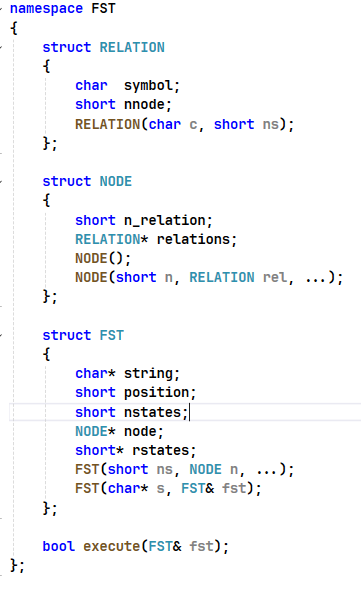 namespace FST
{
struct RELATION
{
char  symbol;
short nnode;
RELATION(char c, short ns);
};
struct NODE
{
short n_relation;
RELATION* relations;
NODE();
NODE(short n, RELATION rel, ...);
};
struct FST
{
char* string;
short position;
short nstates;
NODE* node;
short* rstates;
FST(short ns, NODE n, ...);
FST(char* s, FST& fst);
};
bool execute(FST& fst);
};